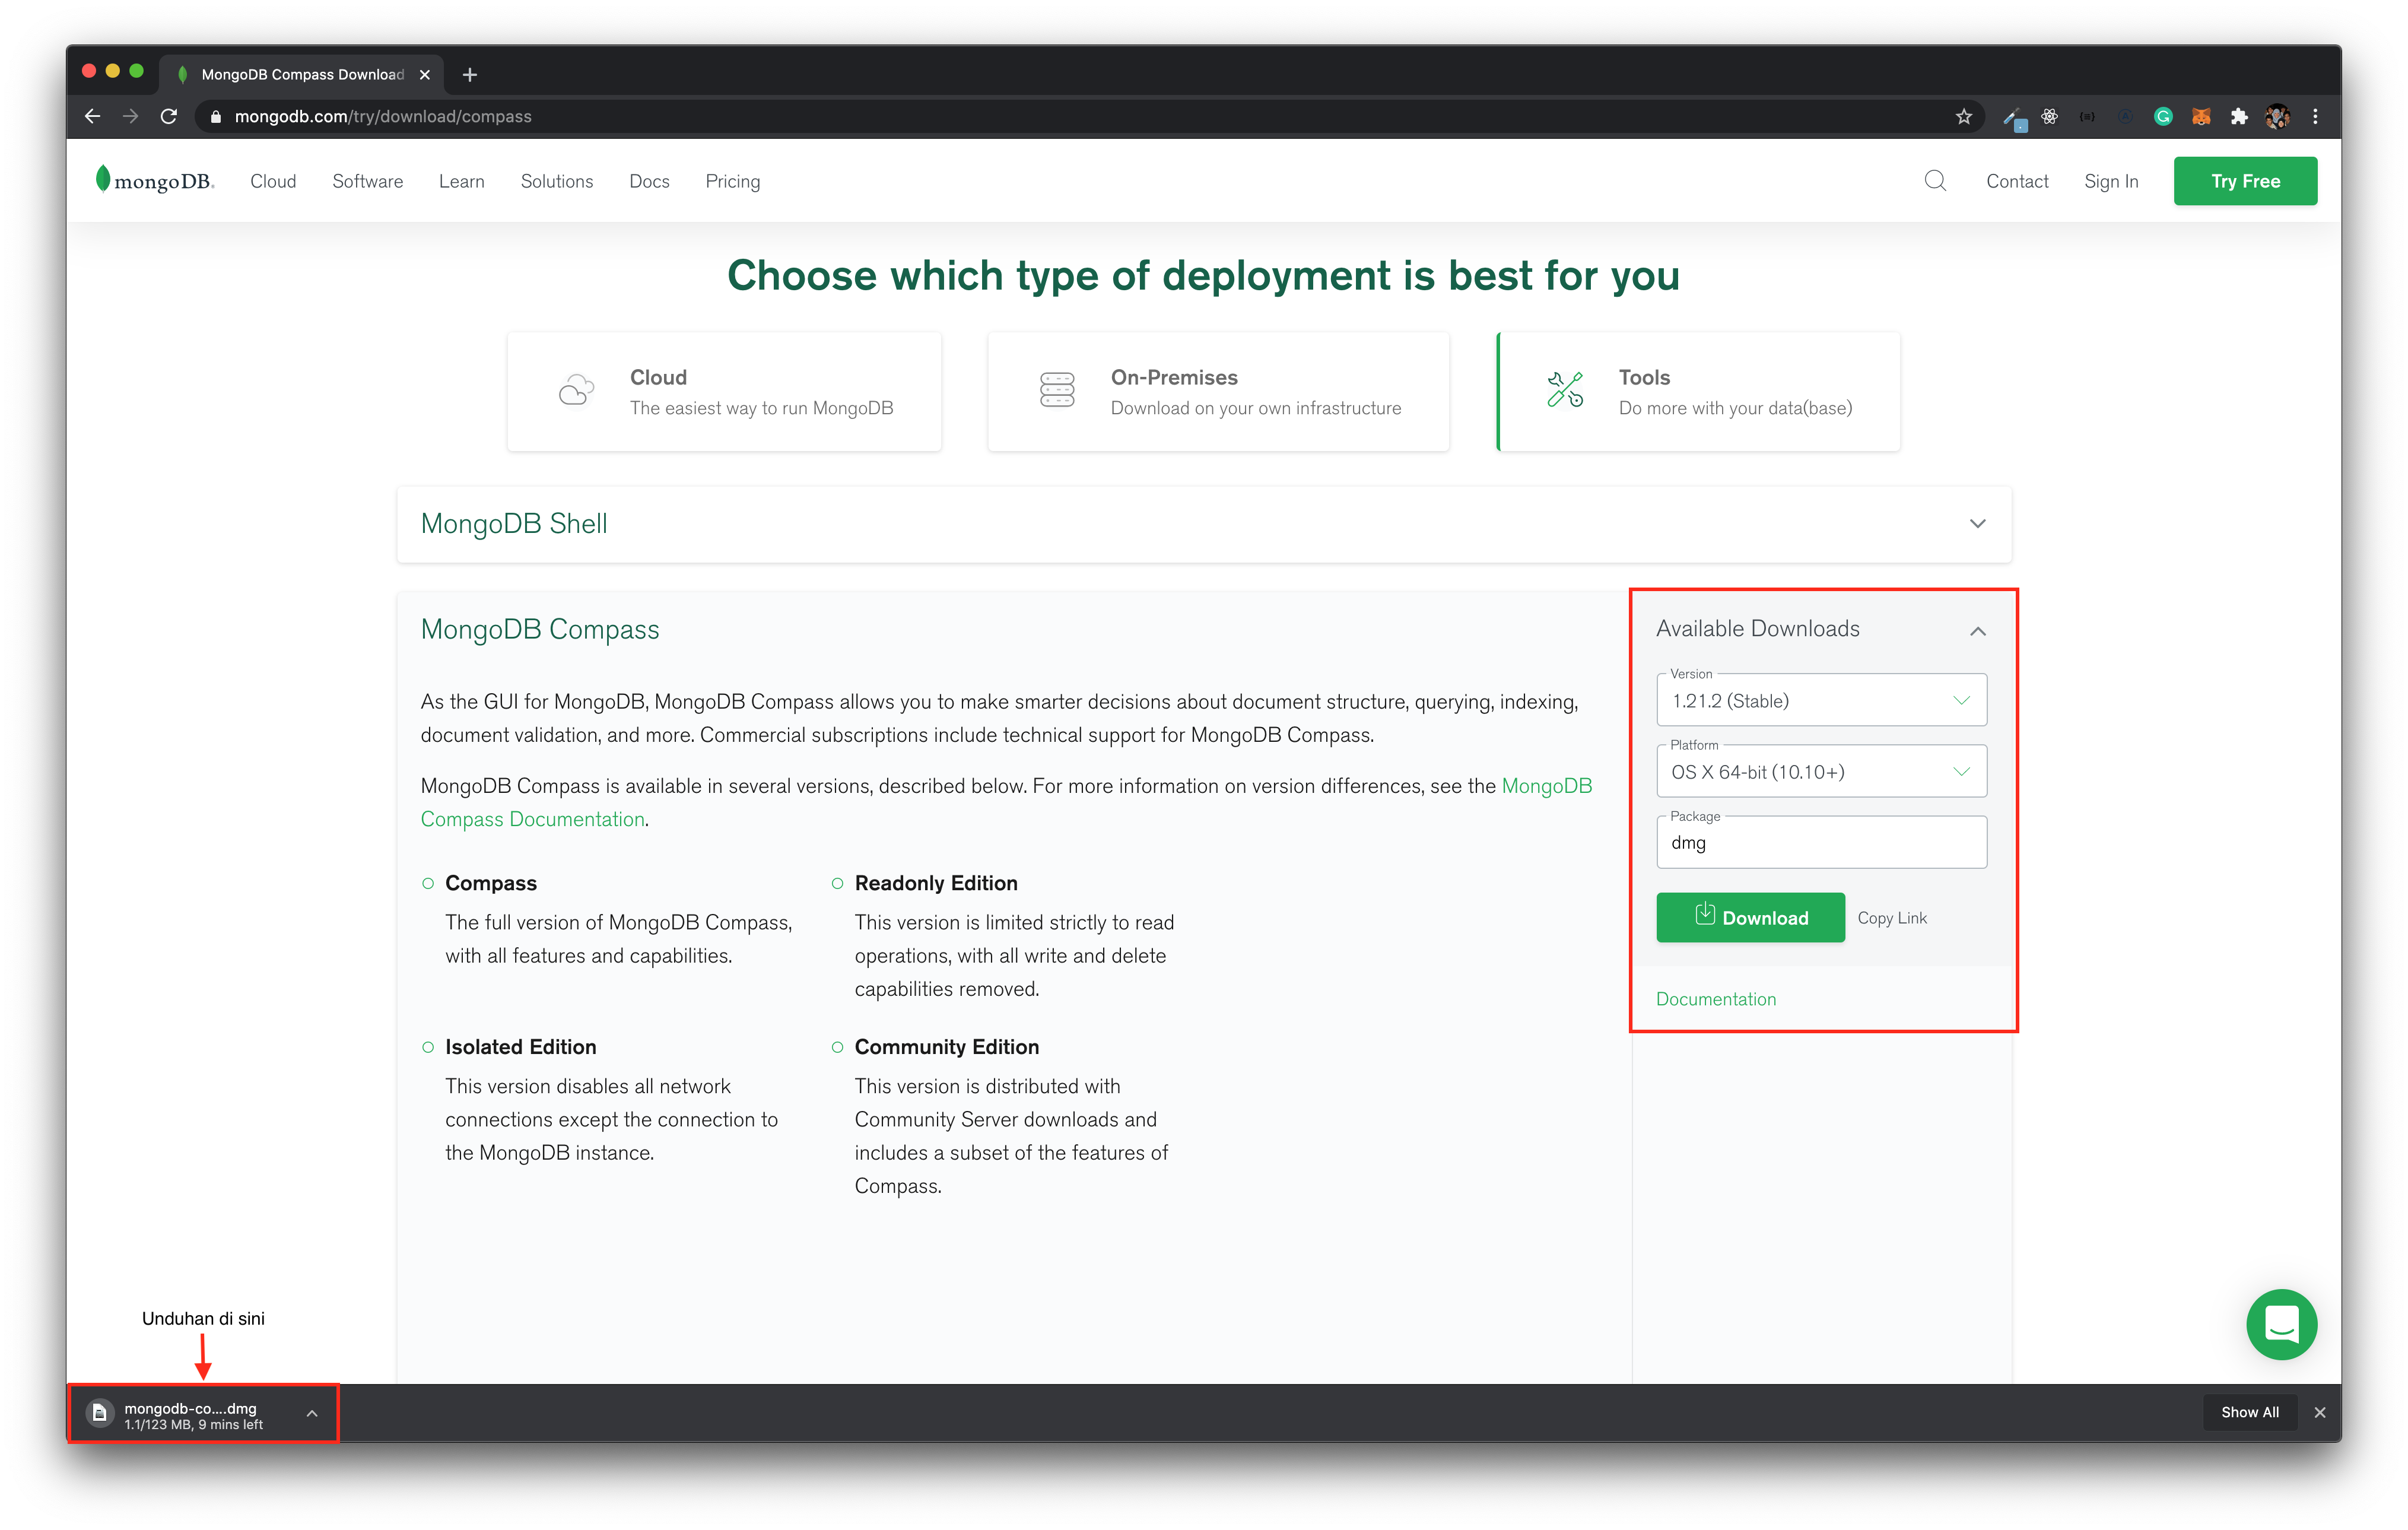 MongoDB Compass Download
mongodb.com/try/download/compass
mongoDB.
Cloud
Software
Learn
Solutions
Docs
Pricing
Contact
Sign In
Try Free
Choose which type of deployment is best for you
Cloud
The easiest way to run MongoDB
On-Premises
Download on your own infrastructure
Tools
Do more with your data(base)
MongoDB Shell
MongoDB Compass
As the GUI for MongoDB, MongoDB Compass allows you to make smarter decisions about document structure, querying, indexing,
document validation, and more. Commercial subscriptions include technical support for MongoDB Compass.
MongoDB Compass is available in several versions, described below. For more information on version differences, see the MongoDB
Compass Documentation.
Compass
The full version of MongoDB Compass,
with all features and capabilities.
Readonly Edition
This version is limited strictly to read
operations, with all write and delete
capabilities removed.
Isolated Edition
This version disables all network
connections except the connection to
the MongoDB instance.
Community Edition
This version is distributed with
Community Server downloads and
includes a subset of the features of
Compass.
Available Downloads
Version
1.21.2 (Stable)
Platform
OS X 64-bit (10.10+)
Package
dmg
Download
Copy Link
Documentation
Unduhan di sini
mongodb-co....dmg
1.1/123 MB, 9 mins left
Show All